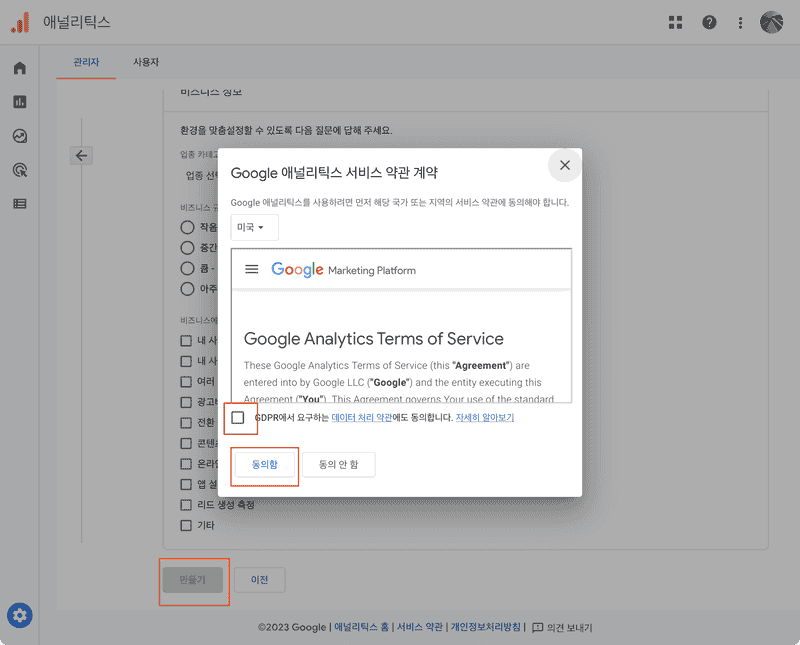 애널리틱스
관리자 사용자
비즈니스 정보
환경을 맞춤설정할 수 있도록 다음 질문에 답해 주세요.
업종 카테고
업종 선택
비즈니스 규
작음
중간
큼 -
아주
비즈니스에
내 사
내 사
여러
광고비
전환
콘텐츠
온라인
앱 설
리드 생성 측정
기타
Google 애널리틱스 서비스 약관 계약
Google 애널리틱스를 사용하려면 먼저 해당 국가 또는 지역의 서비스 약관에 동의해야 합니다.
미국
Google Marketing Platform
Google Analytics Terms of Service
These Google Analytics Terms of Service (this "Agreement") are
entered into by Google LLC ("Google") and the entity executing this
Agreement ("You"). This Agreement governs Your use of the standard
GDPR에서 요구하는 데이터 처리 약관에도 동의합니다. 자세히 알아보기
동의함 동의 안 함
만들기 이전
©2023 Google | 애널리틱스 홈 | 서비스 약관 | 개인정보처리방침 | 의견 보내기